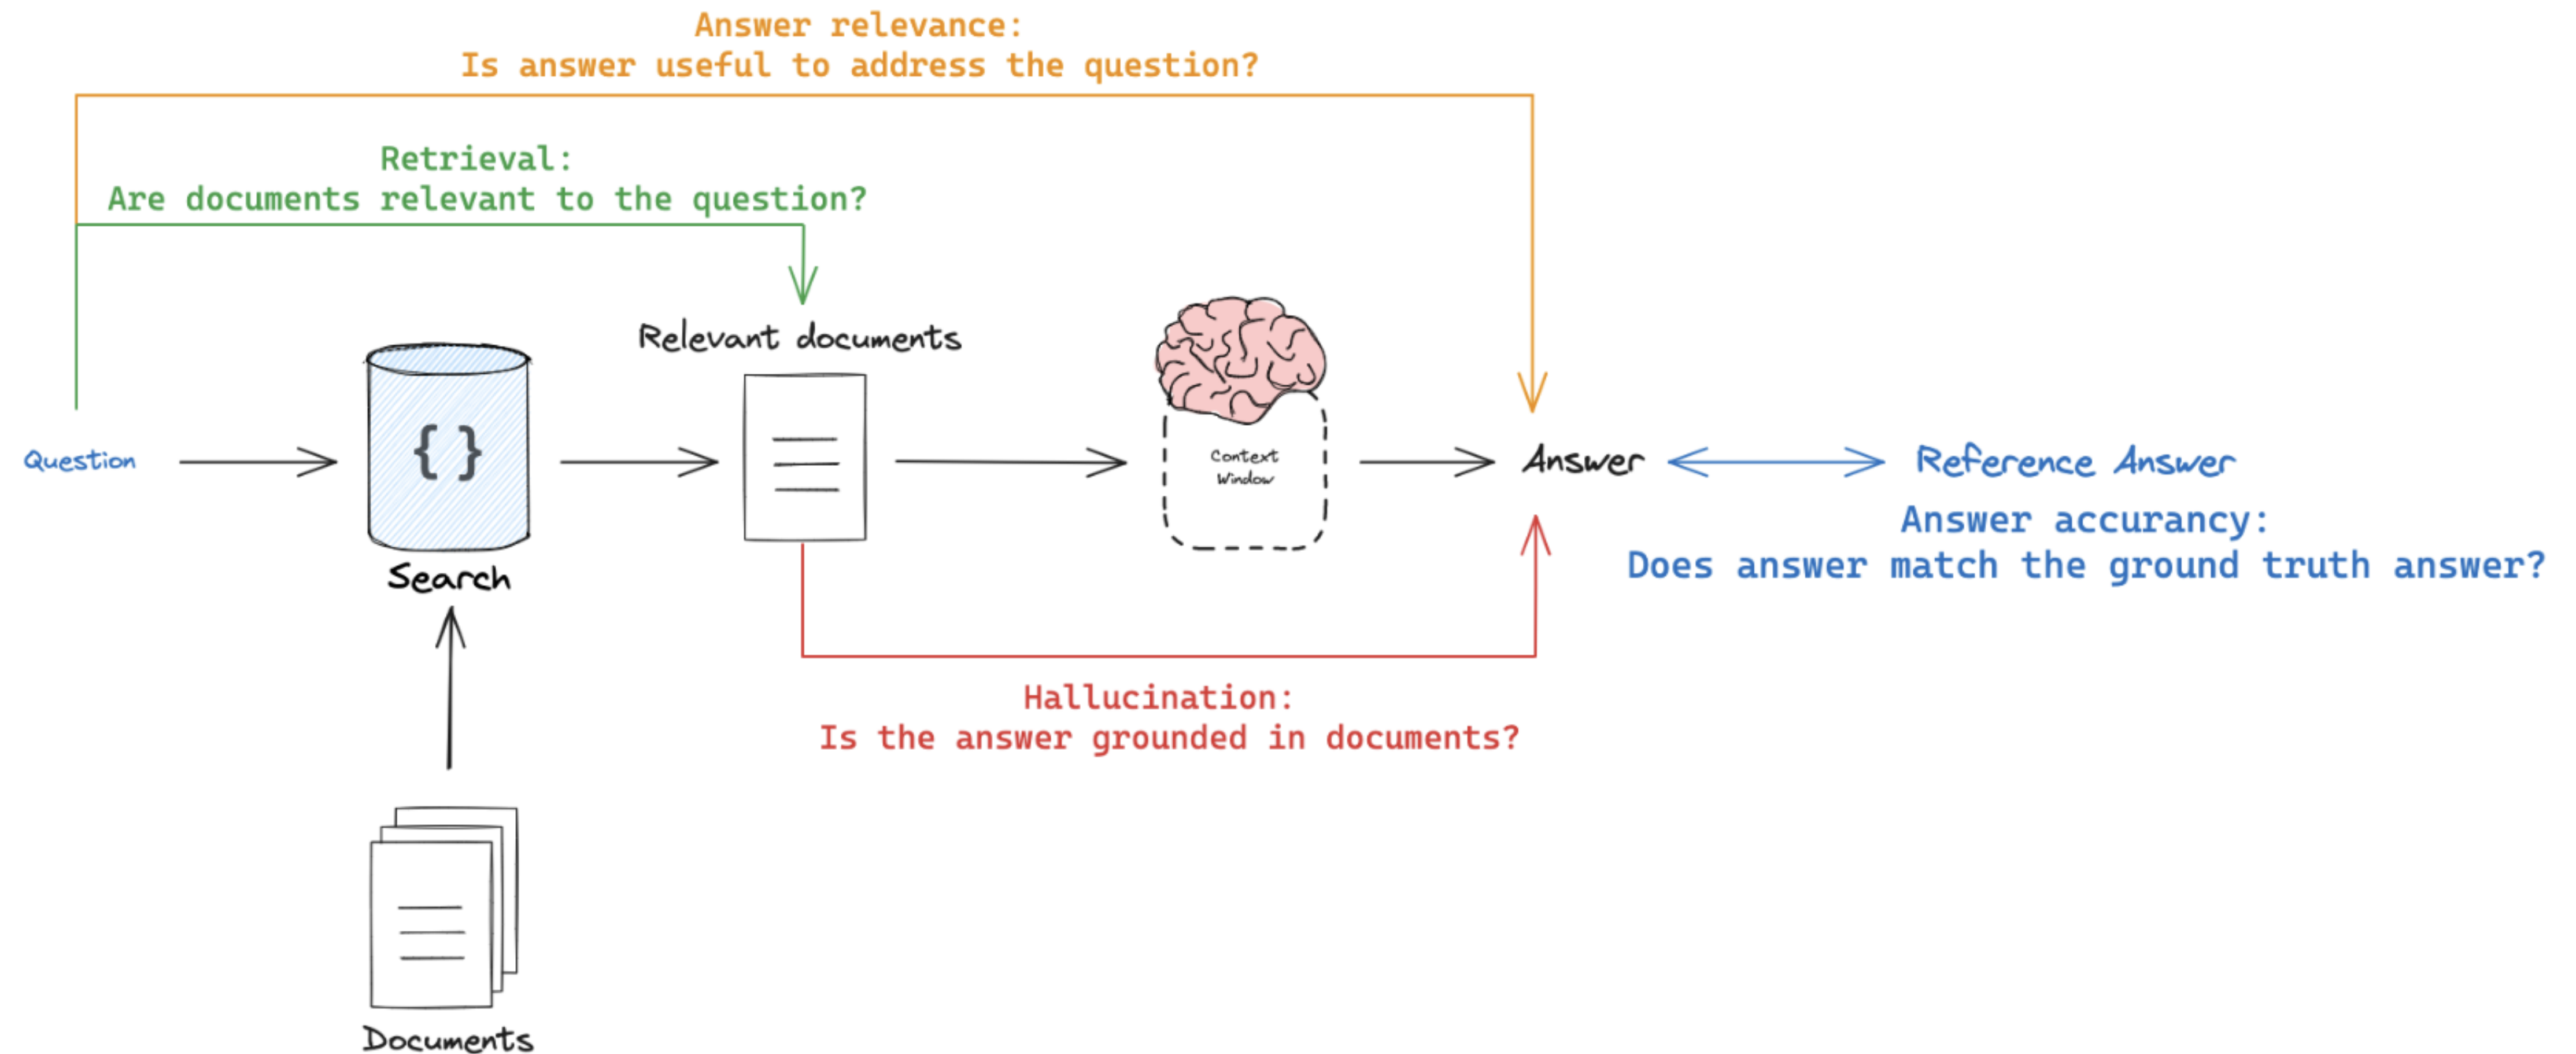 Answer relevance:
Is answer useful to address the question?
Retrieval:
Are documents relevant to the question?
Relevant documents
Question
{}
Search
Context
Window
Answer
Reference Answer
Answer accurancy:
Does answer match the ground truth answer?
Hallucination:
Is the answer grounded in documents?
Documents